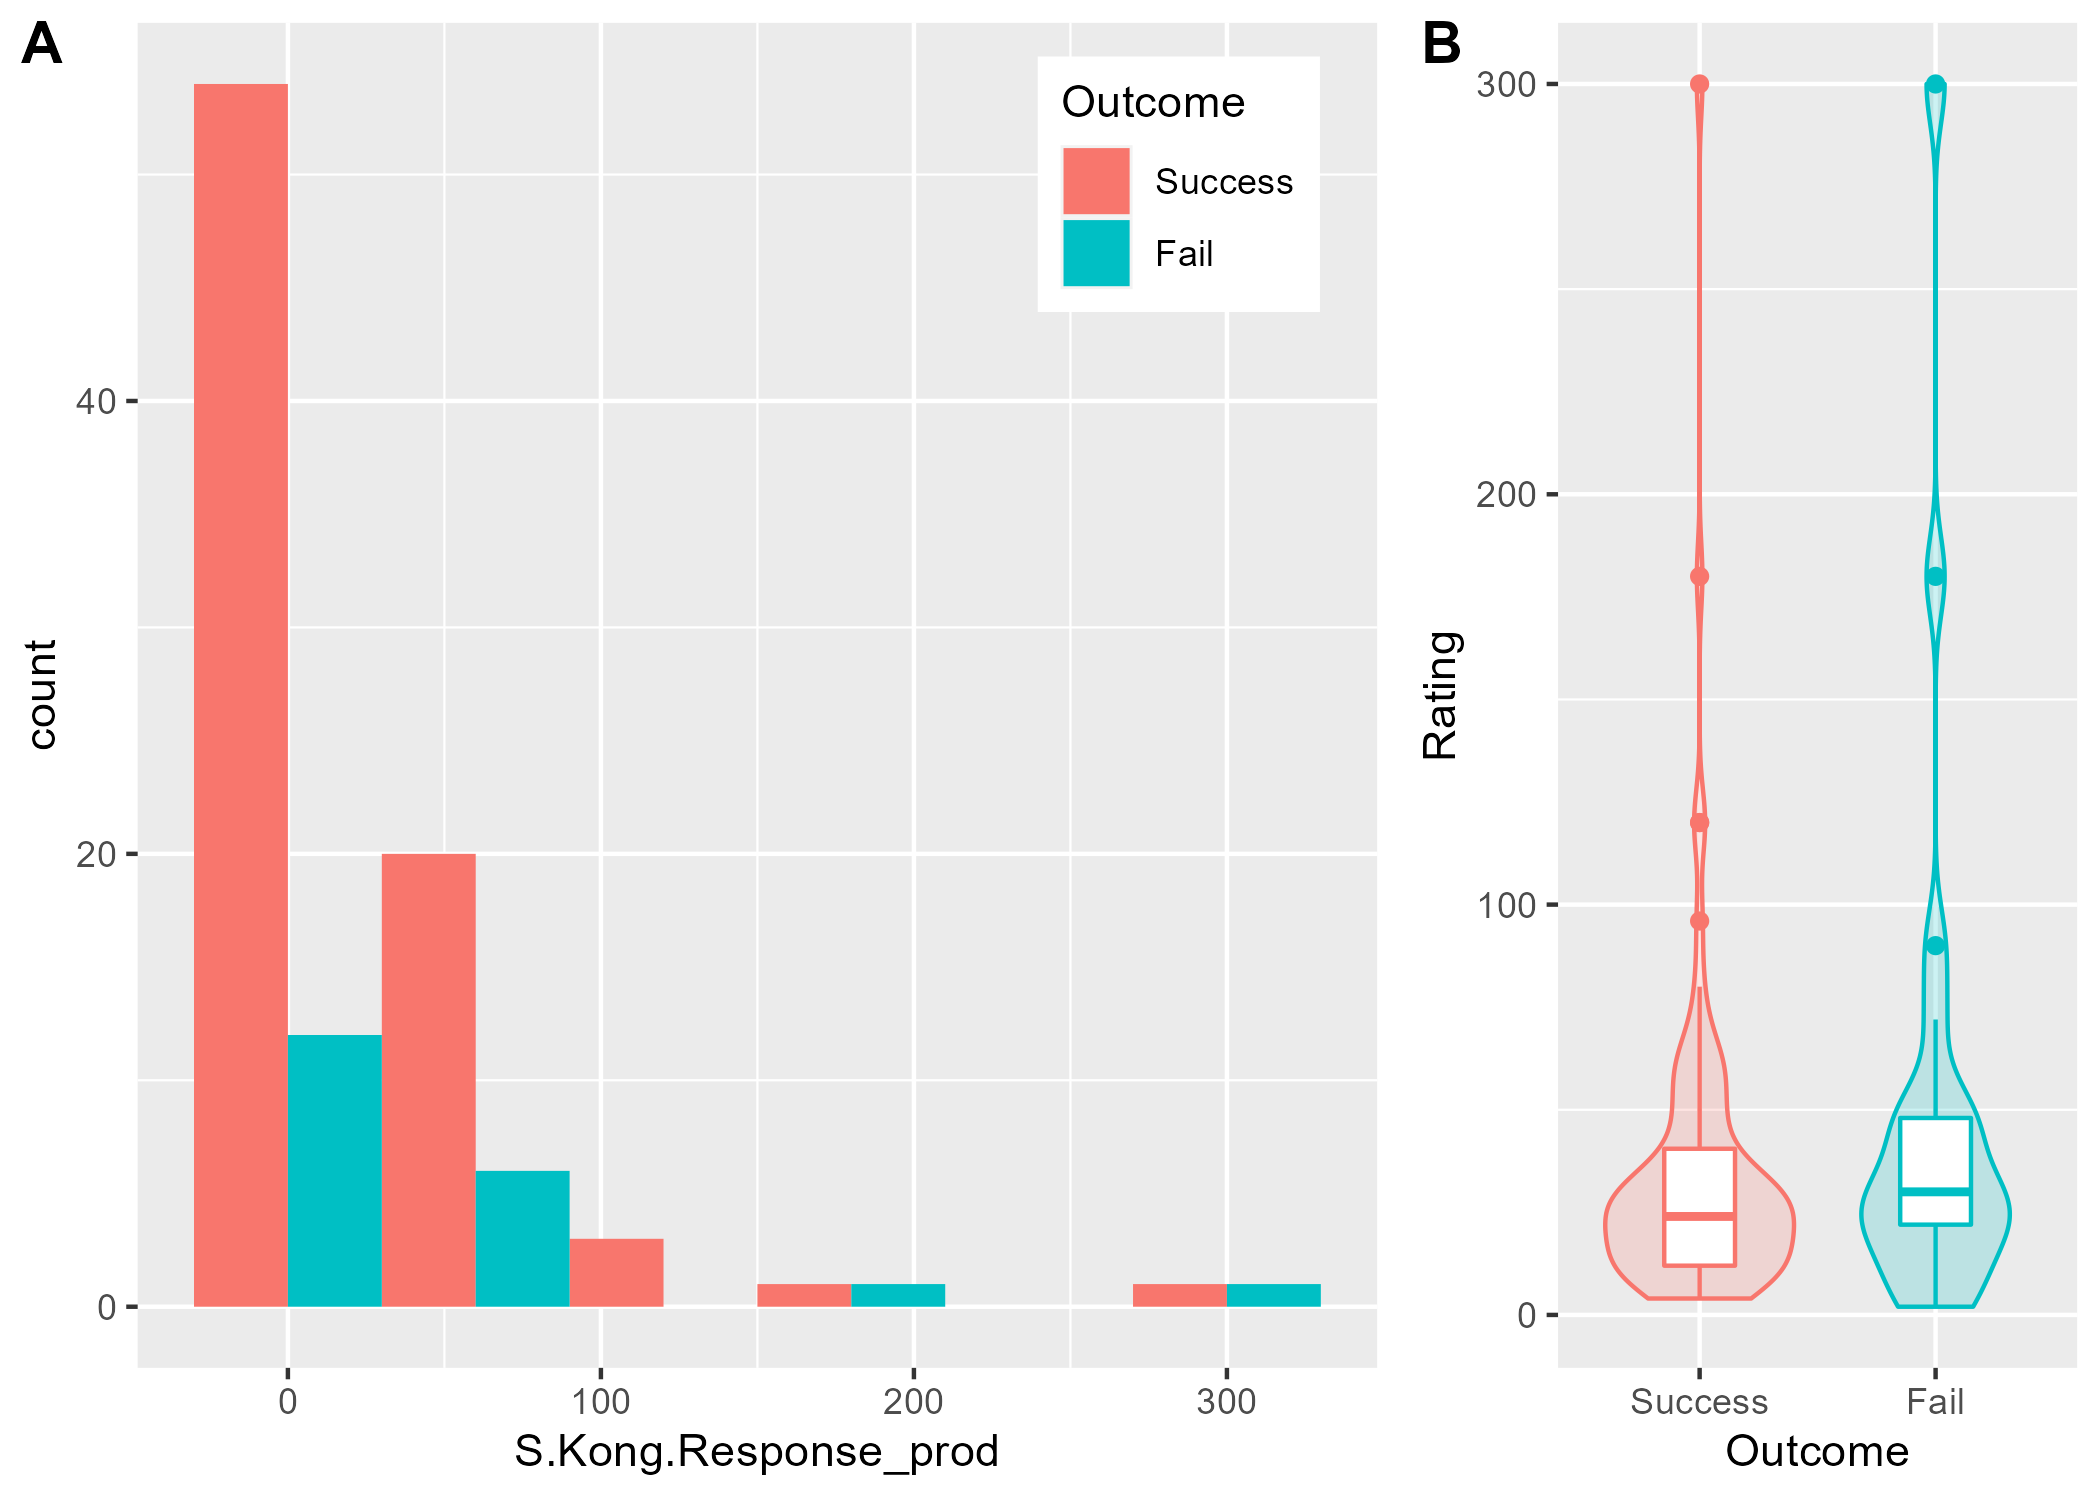 A
Outcome
Success
Fail
40
20
0
count
0 100 200 300
S.Kong.Response_prod
B
300
200
100
0
Rating
Success Fail
Outcome